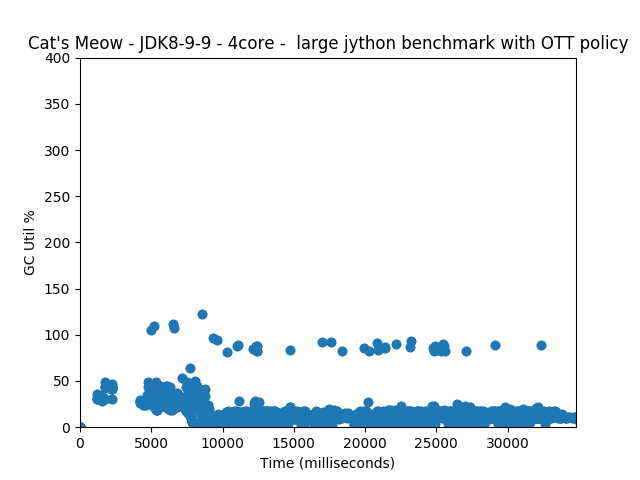 Cat's Meow - JDK8-9-9 - 4core -  large jython benchmark with OTT policy
400
350
300
250
200
150
100
50
0
GC Util %
0 5000 10000 15000 20000 25000 30000
Time (milliseconds)